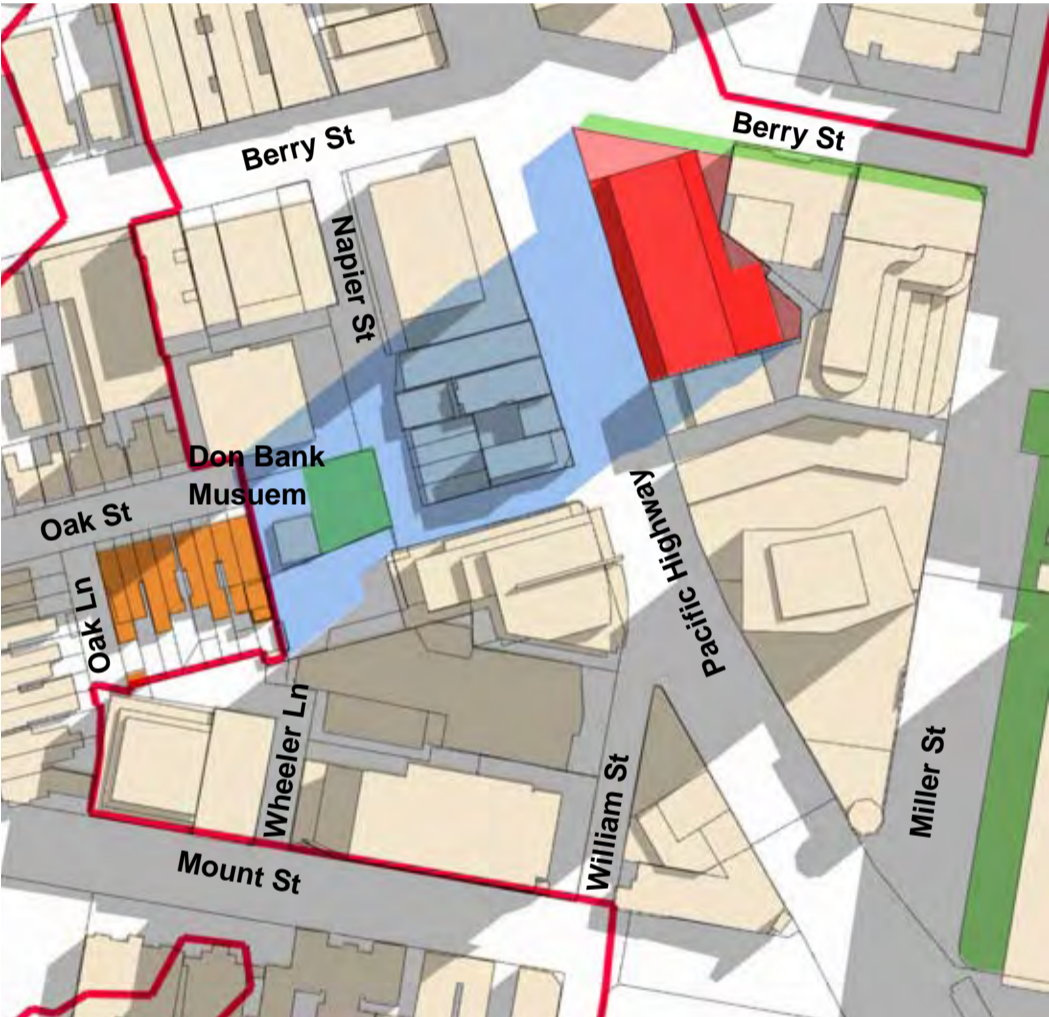 Berry St
Berry St
Napier St
Don Bank
Musuem
Oak St
Pacific Highway
Oak Ln
Wheeler Ln
William St
Miller St
Mount St